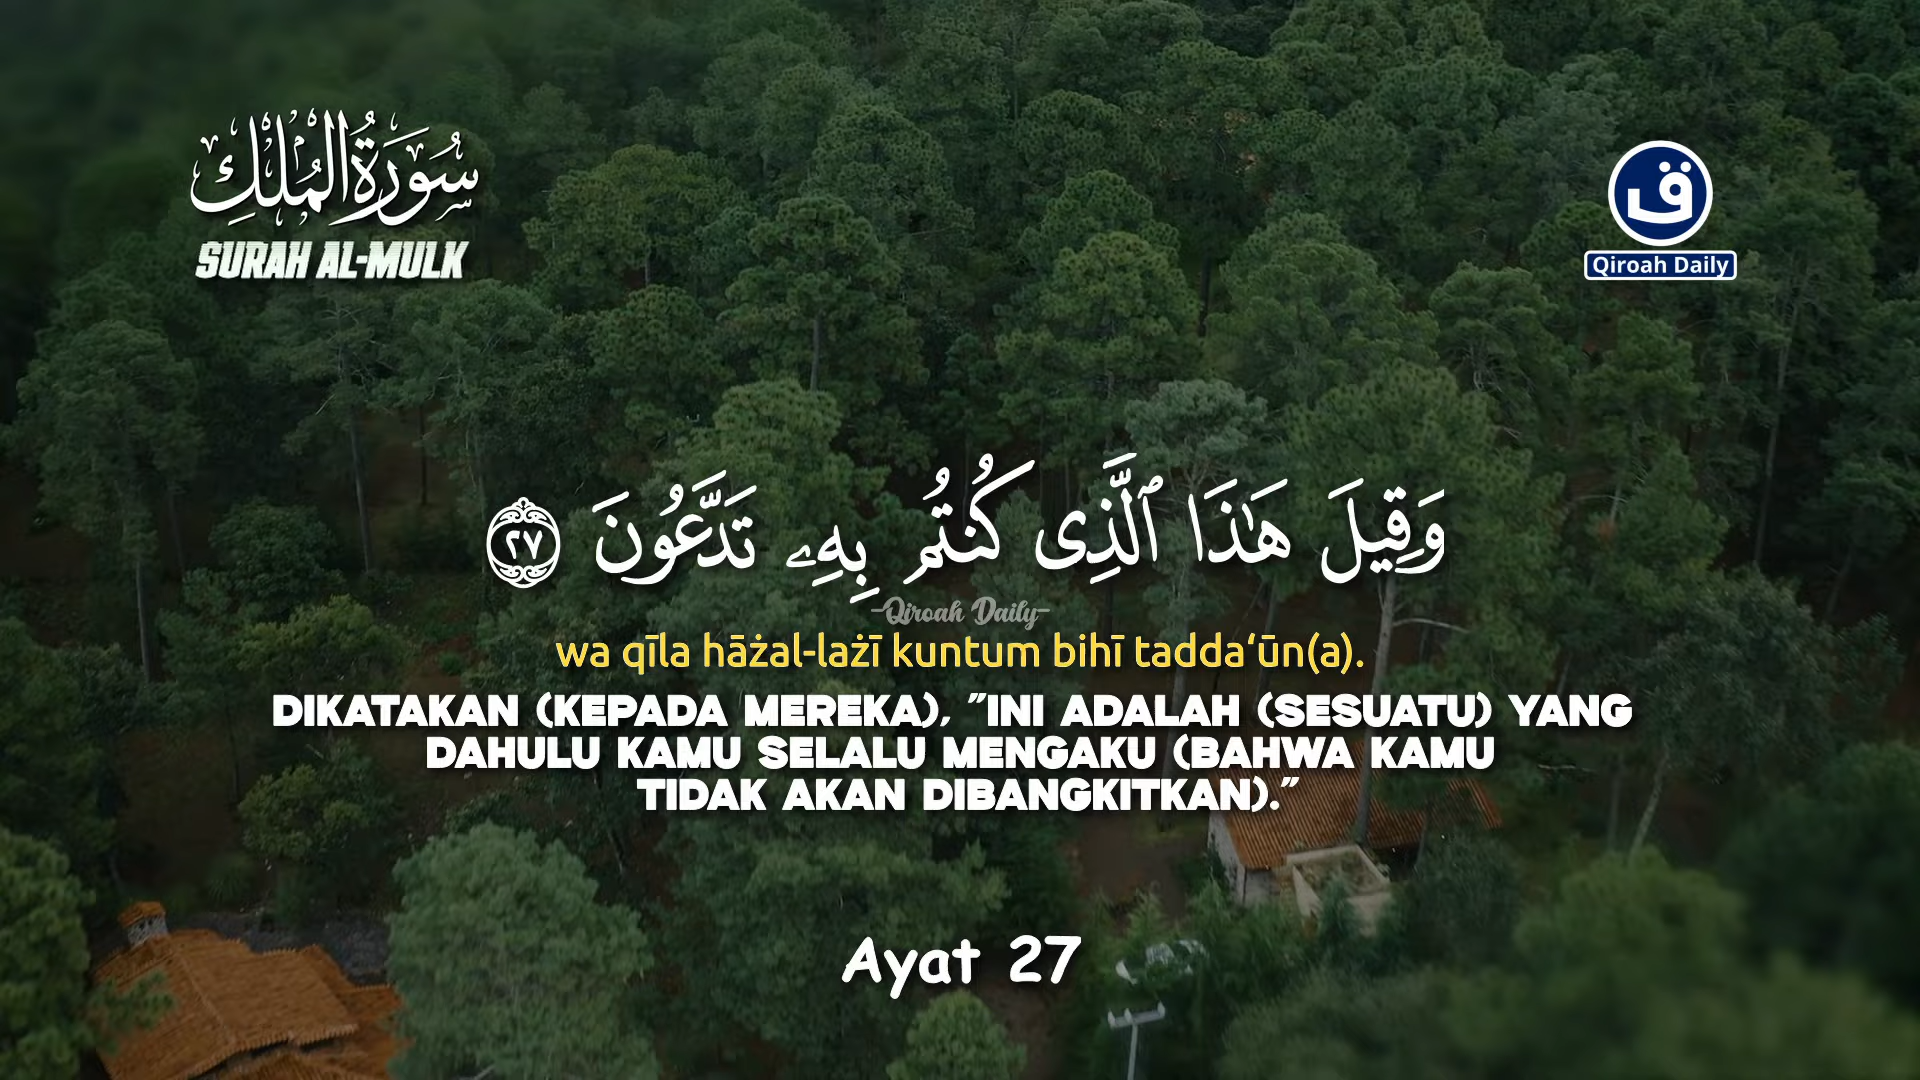 سُورَةُ الْمُلْكِ
SURAH AL-MULK
ق
Qiroah Daily
وَقِيلَ هَـٰذَا ٱلَّذِى كُنتُم بِهِۦ تَدَّعُونَ ٢٧
-Qiroah Daily-
wa qīla hāżal-lażī kuntum bihī tadda‘ūn(a).
DIKATAKAN (KEPADA MEREKA), "INI ADALAH (SESUATU) YANG
DAHULU KAMU SELALU MENGAKU (BAHWA KAMU
TIDAK AKAN DIBANGKITKAN)."
Ayat 27